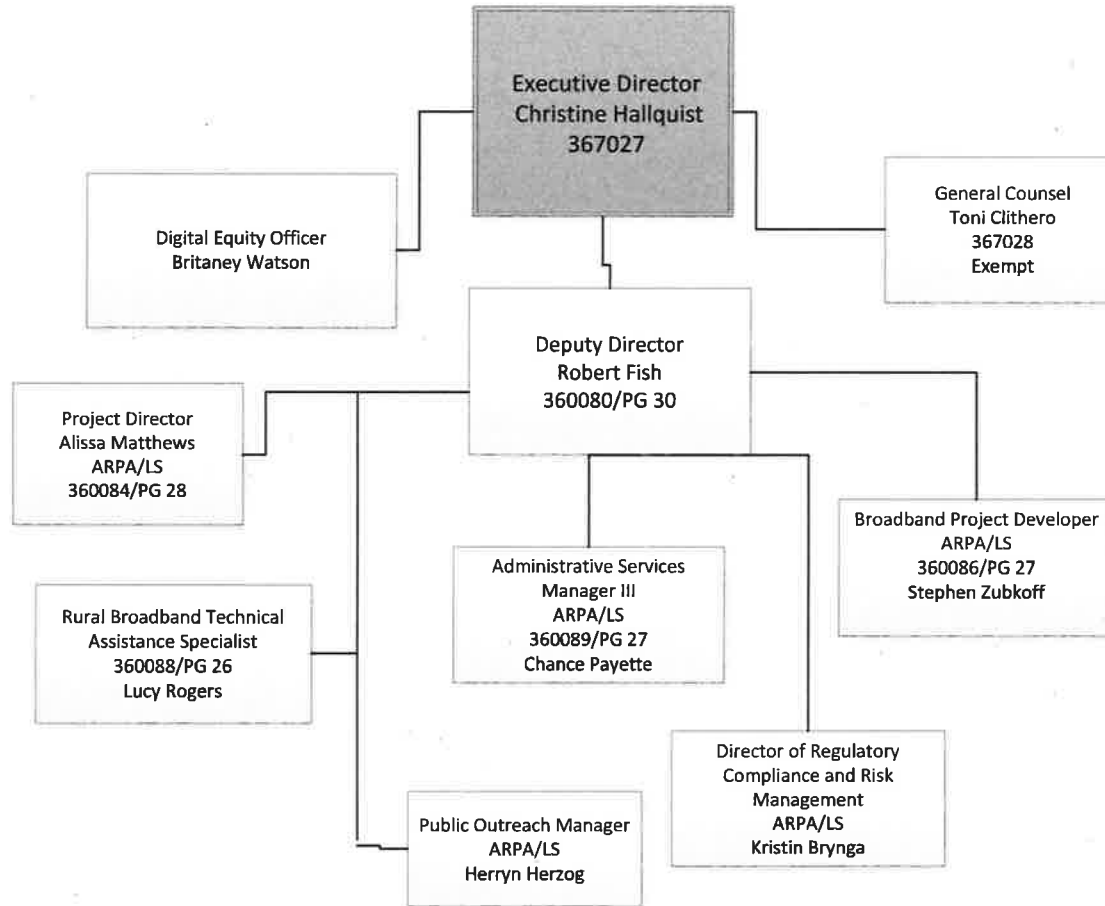 Executive Director
Christine Hallquist
367027
Digital Equity Officer
Britaney Watson
General Counsel
Toni Clithero
367028
Exempt
Deputy Director
Robert Fish
360080/PG 30
Project Director
Alissa Matthews
ARPA/LS
360084/PG 28
Broadband Project Developer
ARPA/LS
360086/PG 27
Stephen Zubkoff
Administrative Services
Manager III
ARPA/LS
360089/PG 27
Chance Payette
Rural Broadband Technical
Assistance Specialist
360088/PG 26
Lucy Rogers
Director of Regulatory
Compliance and Risk
Management
ARPA/LS
Kristin Brynga
Public Outreach Manager
ARPA/LS
Herryn Herzog